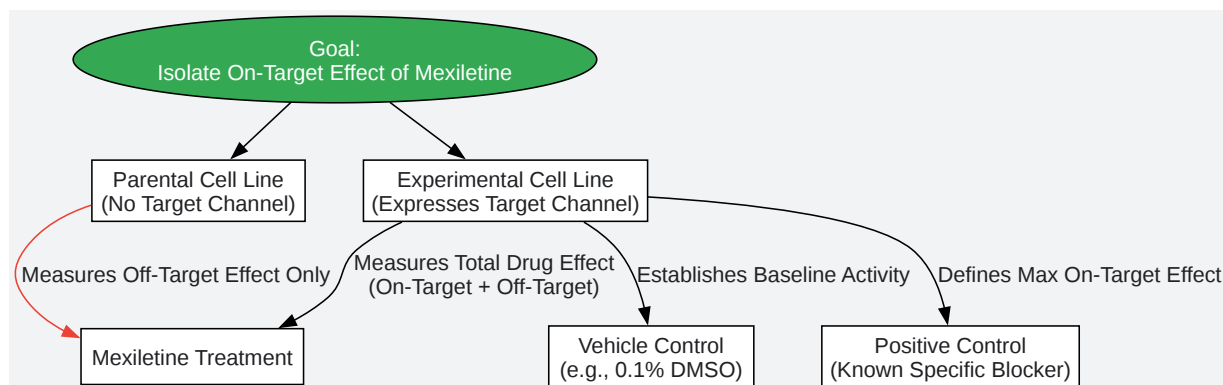 Goal:
Isolate On-Target Effect of Mexiletine
Parental Cell Line
(No Target Channel)
Experimental Cell Line
(Expresses Target Channel)
Measures Off-Target Effect Only
Measures Total Drug Effect
(On-Target + Off-Target)
Establishes Baseline Activity
Defines Max On-Target Effect
Mexiletine Treatment
Vehicle Control
(e.g., 0.1% DMSO)
Positive Control
(Known Specific Blocker)